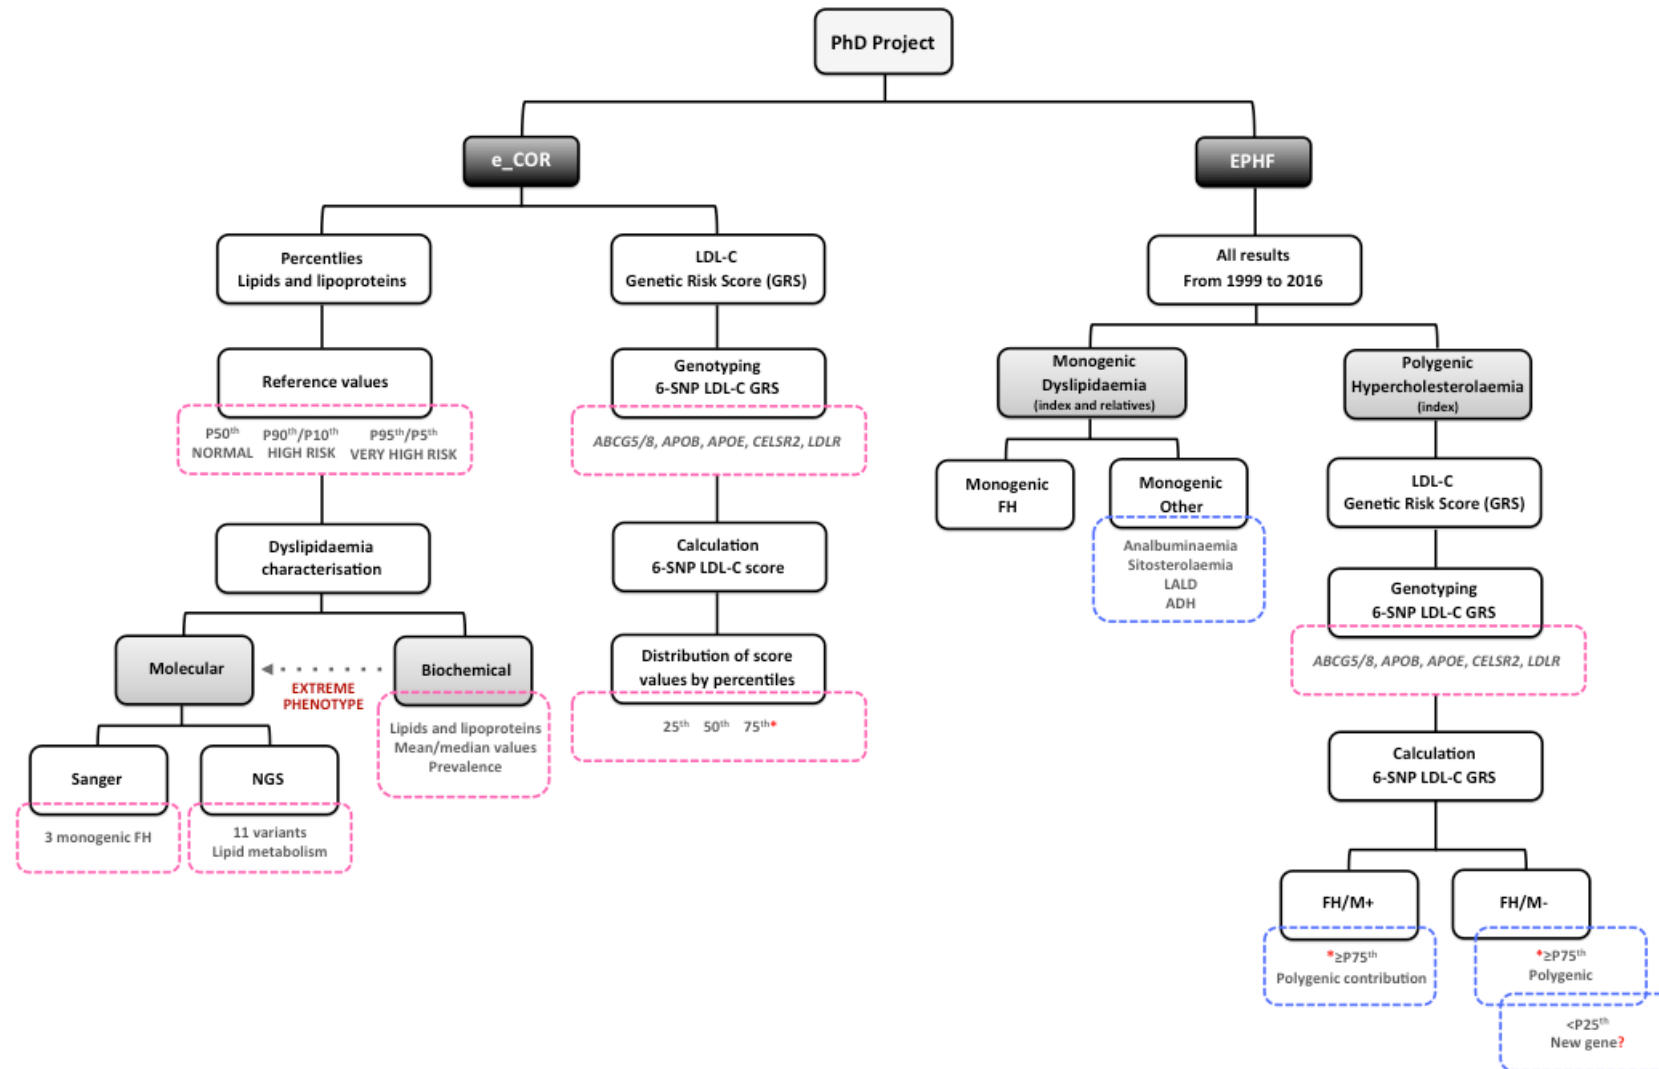 PhD Project
e_COR
EPHF
Percentlies
Lipids and lipoproteins
LDL-C
Genetic Risk Score (GRS)
All results
From 1999 to 2016
Reference values
P50th P90th/P10th P95th/P5th
NORMAL HIGH RISK VERY HIGH RISK
Genotyping
6-SNP LDL-C GRS
ABCG5/8, APOB, APOE, CELSR2, LDLR
Monogenic
Dyslipidaemia
(index and relatives)
Polygenic
Hypercholesterolaemia
(index)
Monogenic
FH
Monogenic
Other
Analbuminaemia
Sitosterolaemia
LALD
ADH
LDL-C
Genetic Risk Score (GRS)
Dyslipidaemia
characterisation
Calculation
6-SNP LDL-C score
Genotyping
6-SNP LDL-C GRS
ABCG5/8, APOB, APOE, CELSR2, LDLR
Molecular
EXTREME
PHENOTYPE
Biochemical
Lipids and lipoproteins
Mean/median values
Prevalence
Distribution of score
values by percentiles
25th 50th 75th*
Sanger
3 monogenic FH
NGS
11 variants
Lipid metabolism
Calculation
6-SNP LDL-C GRS
FH/M+
*≥P75th
Polygenic contribution
FH/M-
*≥P75th
Polygenic
<P25th
New gene?